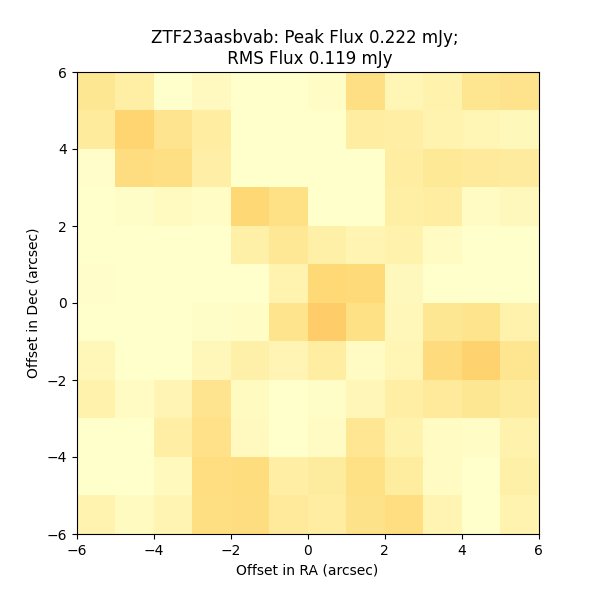 ZTF23aasbvab: Peak Flux 0.222 mJy;
RMS Flux 0.119 mJy
6
4
2
0
−2
−4
−6
Offset in Dec (arcsec)
−6 −4 −2 0 2 4 6
Offset in RA (arcsec)